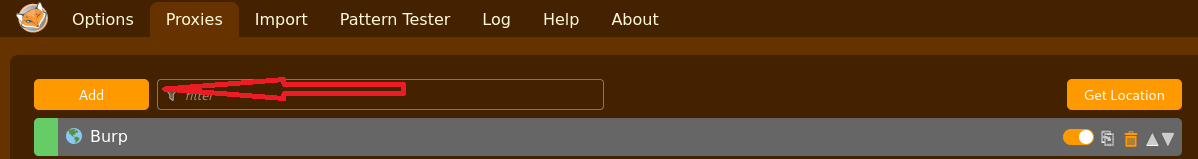 Options Proxies Import Pattern Tester Log Help About
Add filter Get Location
Burp